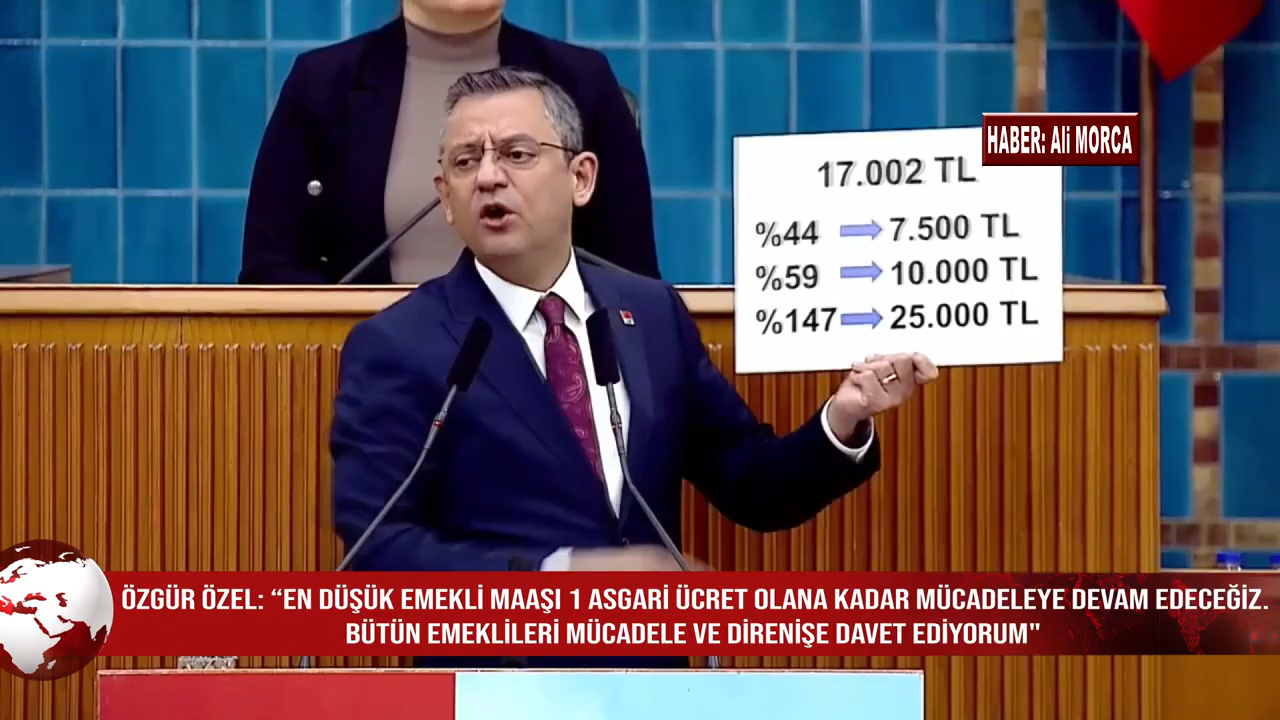 HABER: Ali MORCA
17.002 TL
%44 7.500 TL
%59 10.000 TL
%147 25.000 TL
ÖZGÜR ÖZEL: “EN DÜŞÜK EMEKLİ MAAŞI 1 ASGARİ ÜCRET OLANA KADAR MÜCADELEYE DEVAM EDECEĞİZ.
BÜTÜN EMEKLİLERİ MÜCADELE VE DİRENİŞE DAVET EDİYORUM"